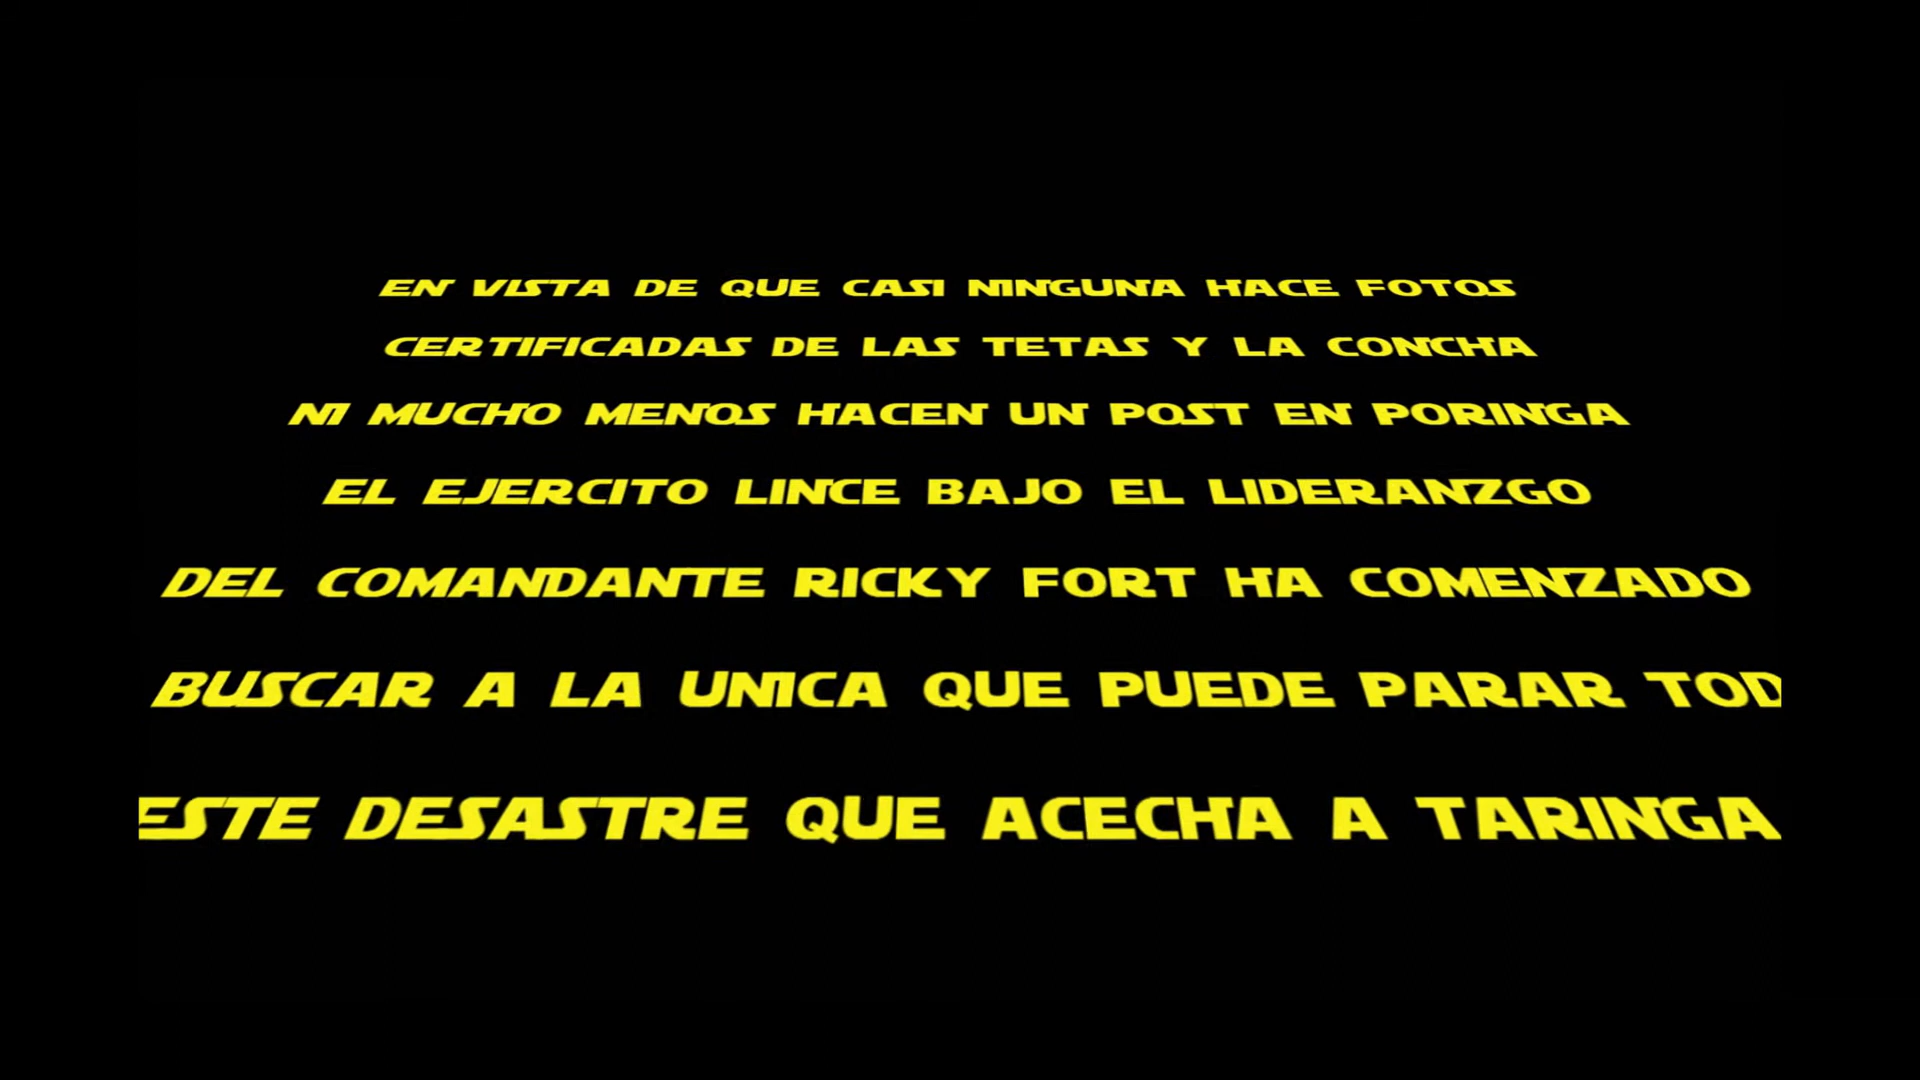 EN VISTA DE QUE CASI NINGUNA HACE FOTOS
CERTIFICADAS DE LAS TETAS Y LA CONCHA
NI MUCHO MENOS HACEN UN POST EN PORINGA
EL EJERCITO LINCE BAJO EL LIDERANZGO
DEL COMANDANTE RICKY FORT HA COMENZADO
BUSCAR A LA UNICA QUE PUEDE PARAR TOD
ESTE DESASTRE QUE ACECHA A TARINGA